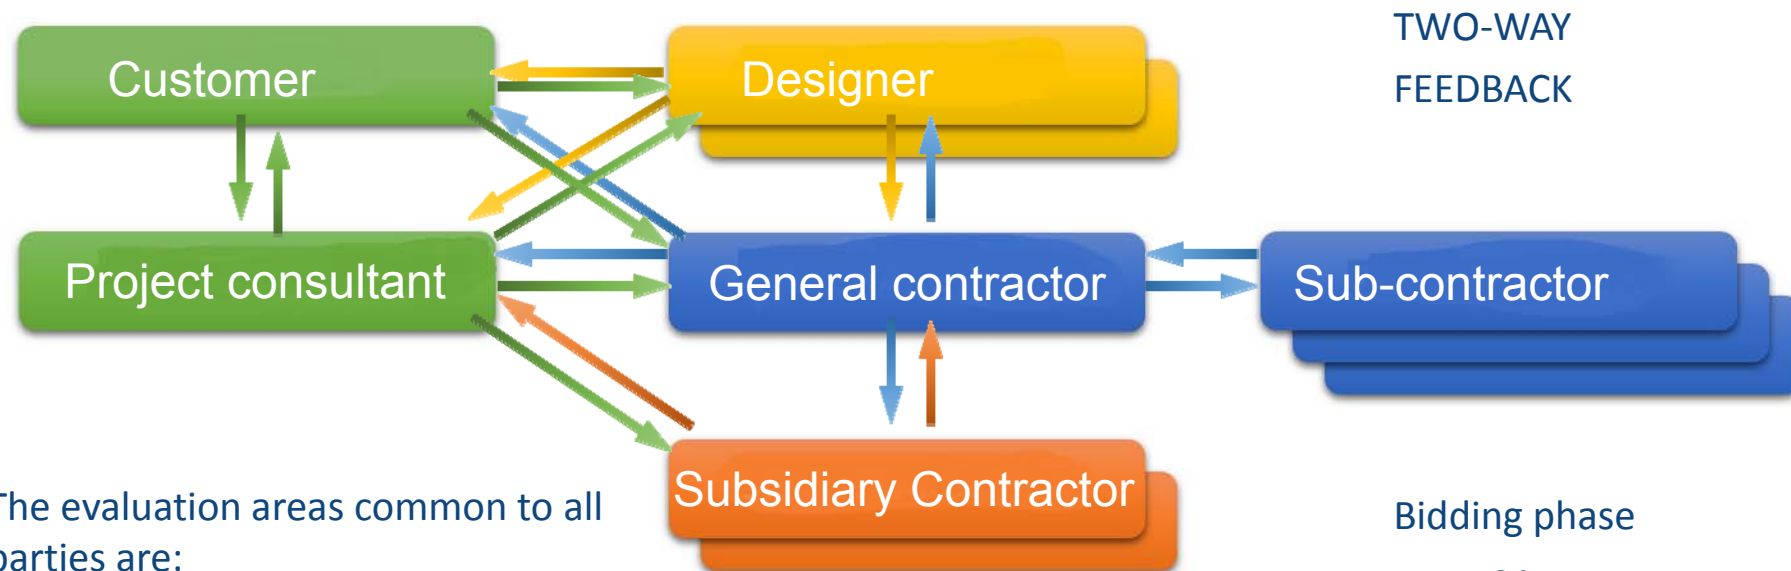 TWO-WAY
FEEDBACK
Customer
Designer
Project consultant
General contractor
Sub-contractor
Subsidiary Contractor
The evaluation areas common to all
parties are:
Bidding phase